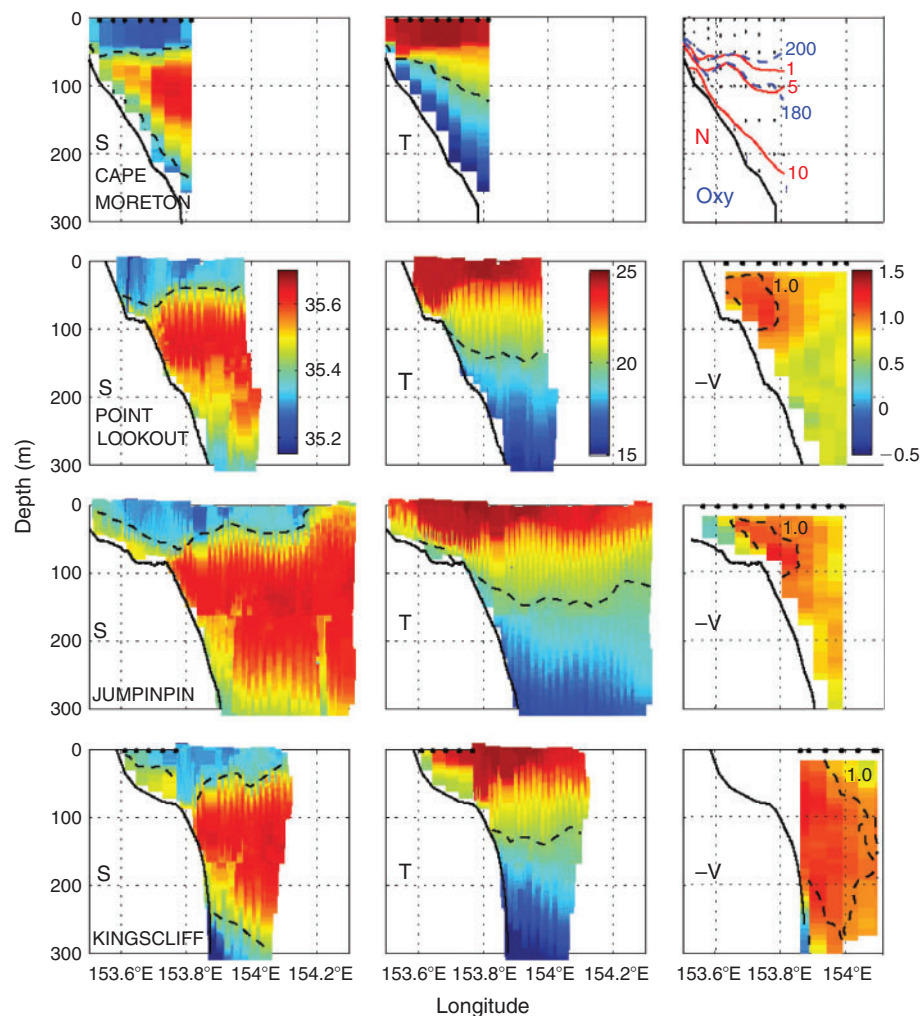 0
100
200
300
S
CAPE
MORETON
T
200
1
5
180
N
10
Oxy
0
100
200
300
S
POINT
LOOKOUT
35.6
35.4
35.2
T
25
20
15
1.0
–V
1.5
1.0
0.5
0
–0.5
Depth (m)
0
100
200
300
S
JUMPINPIN
T
1.0
–V
0
100
200
300
S
KINGSCLIFF
T
1.0
–V
153.6°E 153.8°E 154°E 154.2°E
153.6°E 153.8°E 154°E 154.2°E
153.6°E 153.8°E 154°E
Longitude